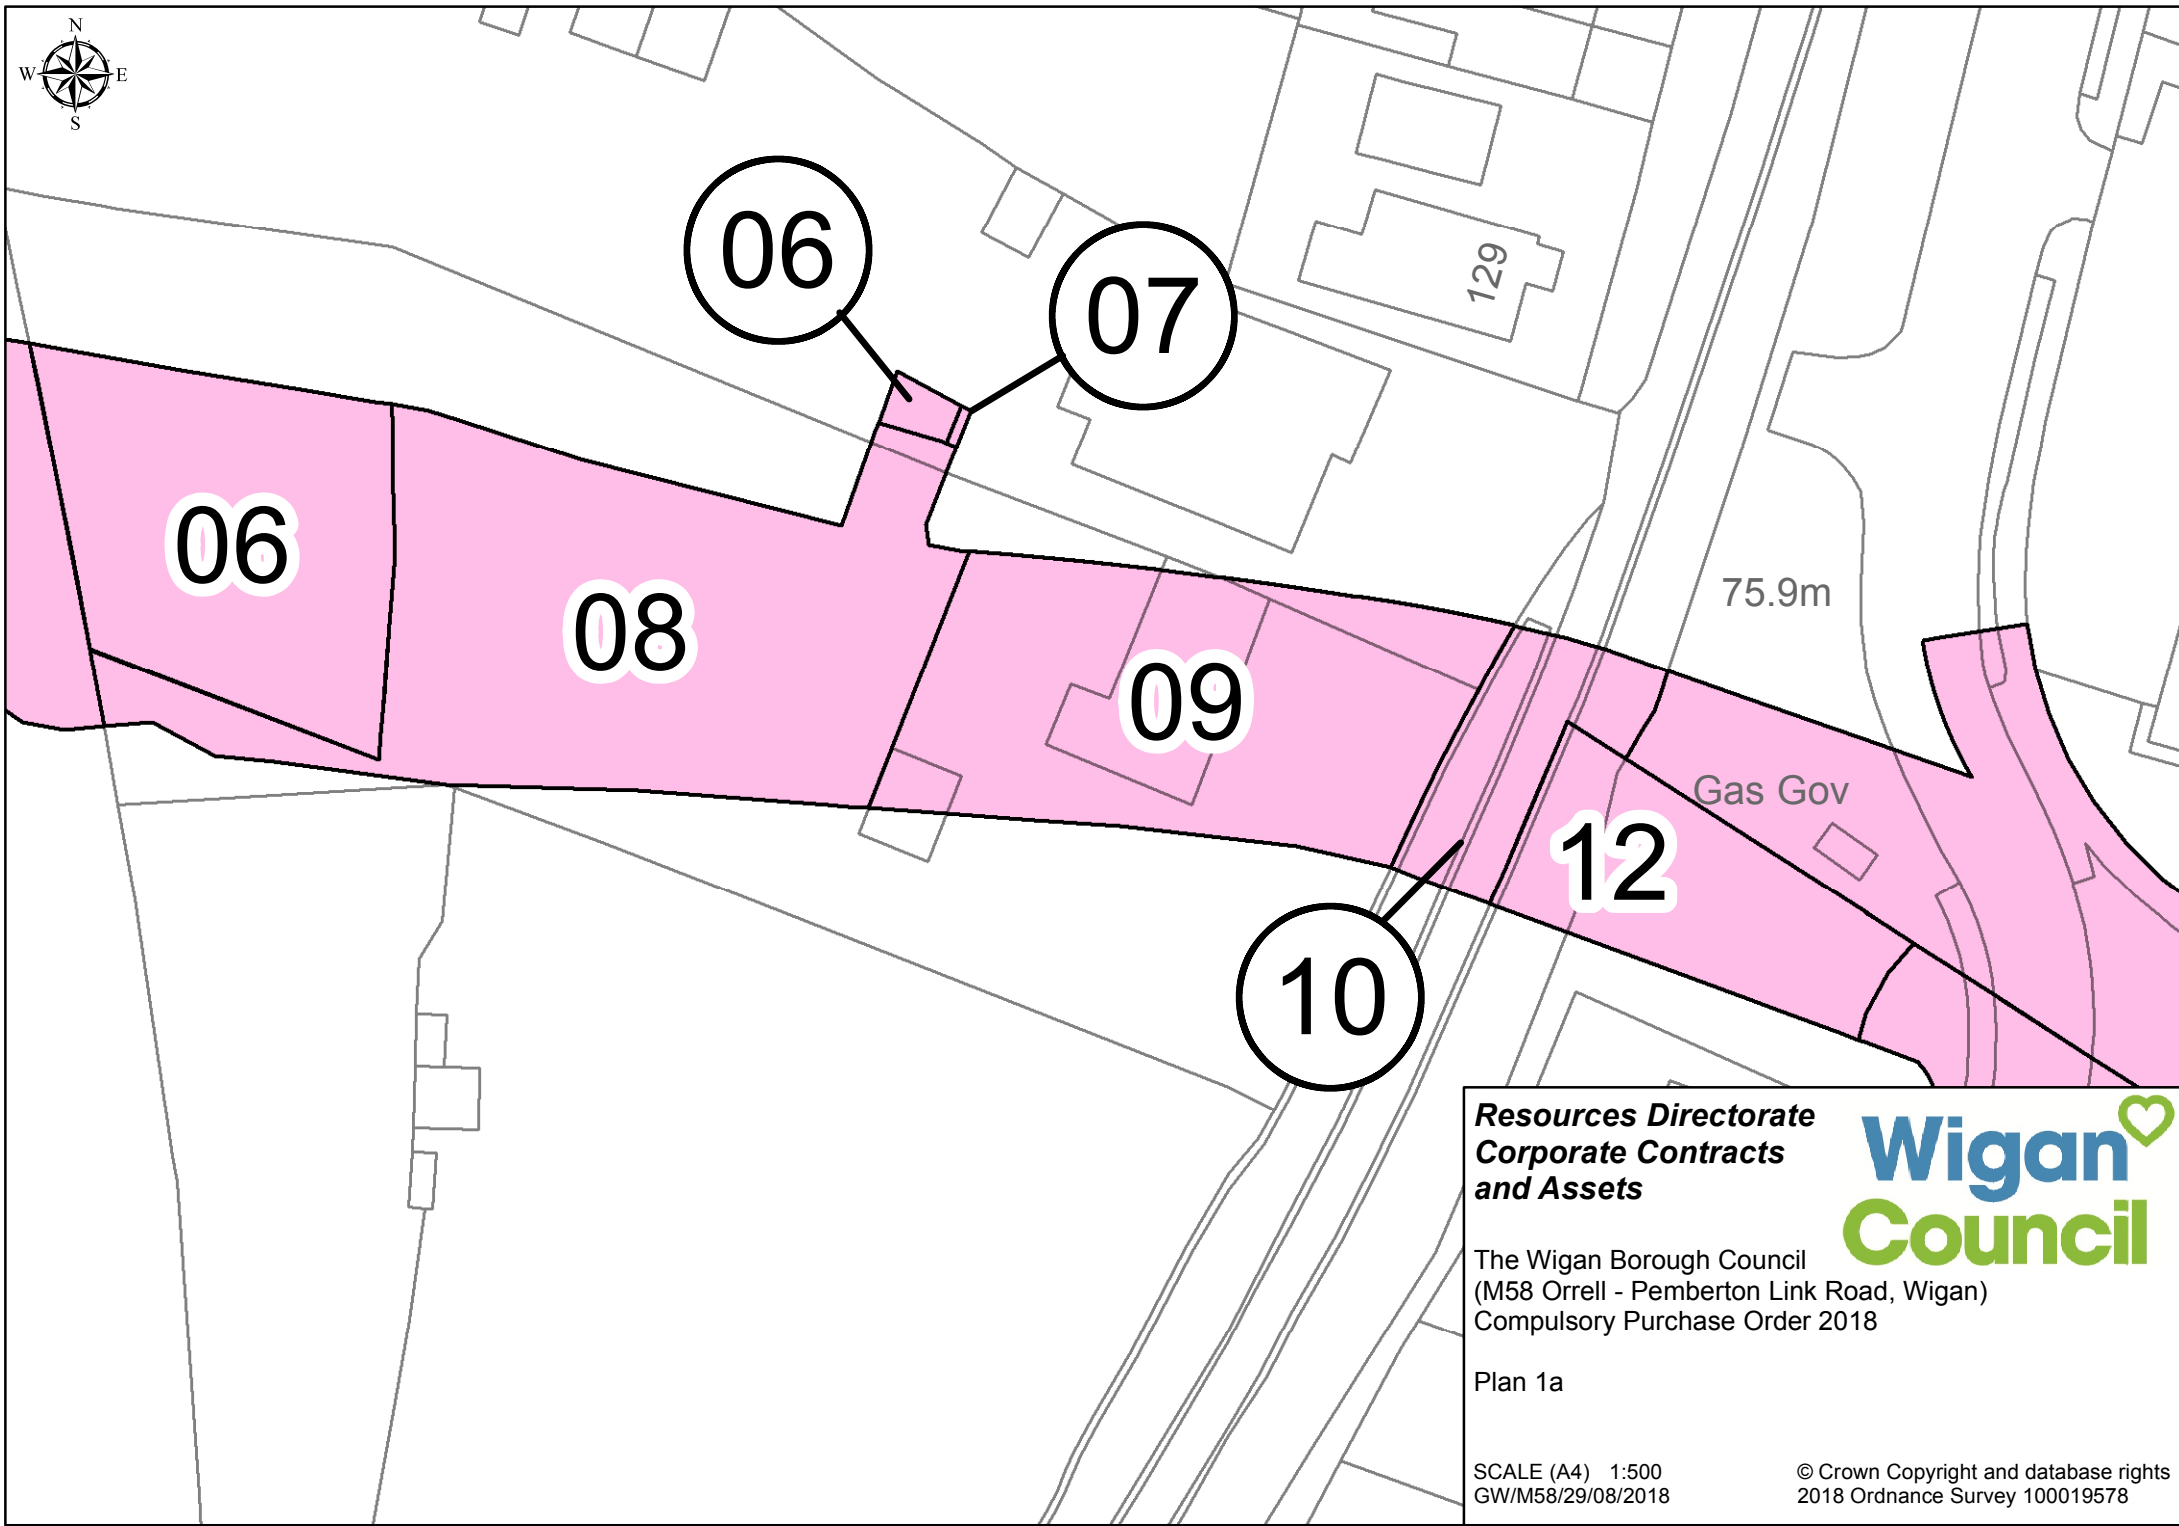 N
W E
S
06
07
129
06
08
09
75.9m
Gas Gov
12
10
Resources Directorate
Corporate Contracts
and Assets
Wigan
Council
The Wigan Borough Council
(M58 Orrell - Pemberton Link Road, Wigan)
Compulsory Purchase Order 2018
Plan 1a
SCALE (A4) 1:500
GW/M58/29/08/2018
© Crown Copyright and database rights
2018 Ordnance Survey 100019578